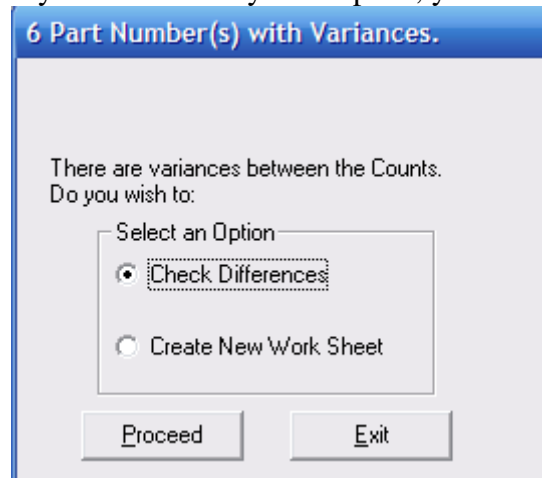 6 Part Number(s) with Variances.
There are variances between the Counts.
Do you wish to:
Select an Option
Check Differences
Create New Work Sheet
Proceed Exit